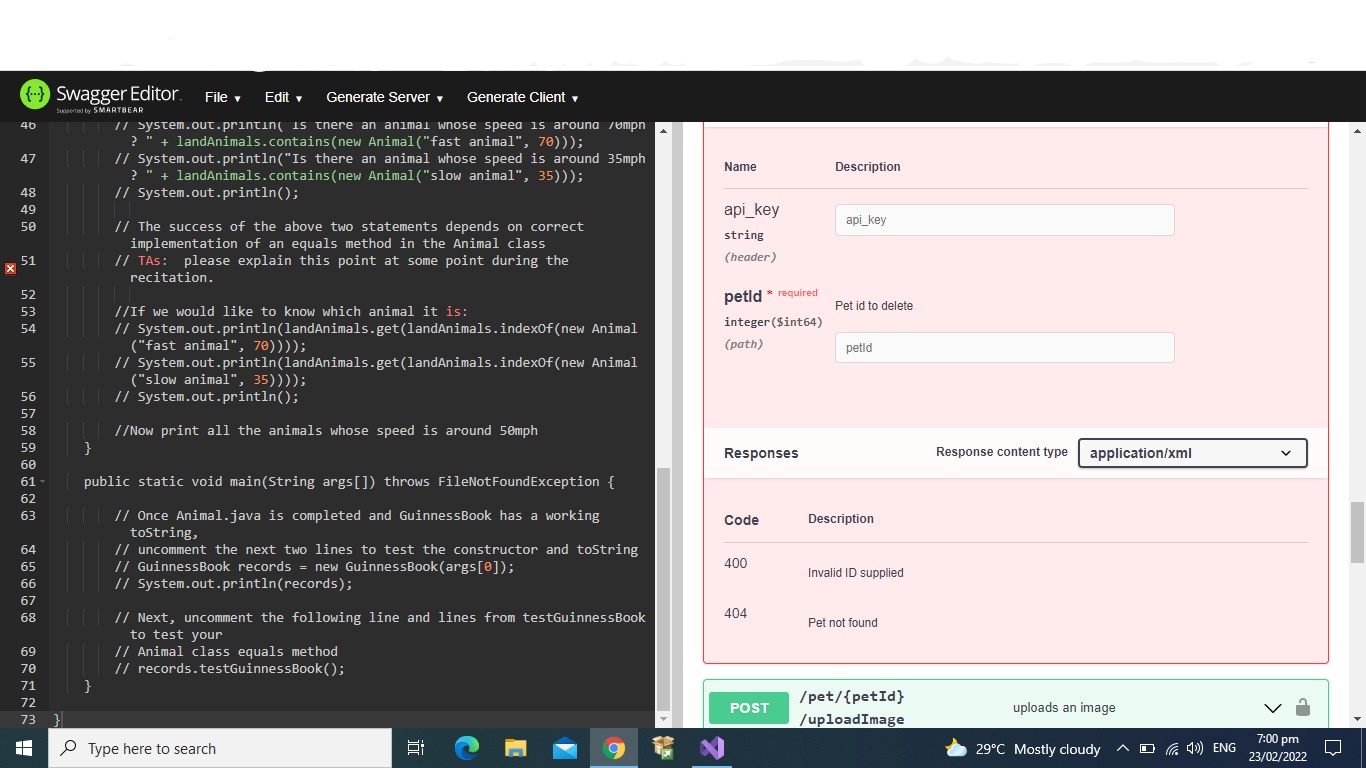 Swagger Editor
Supported by SMARTBEAR
File
Edit
Generate Server
Generate Client
46 // System.out.println("Is there an animal whose speed is around 70mph
? " + landAnimals.contains(new Animal("fast animal", 70)));
47 // System.out.println("Is there an animal whose speed is around 35mph
? " + landAnimals.contains(new Animal("slow animal", 35)));
48 // System.out.println();
49
50 // The success of the above two statements depends on correct
implementation of an equals method in the Animal class
51 // TAs:  please explain this point at some point during the
recitation.
52
53 //If we would like to know which animal it is:
54 // System.out.println(landAnimals.get(landAnimals.indexOf(new Animal
("fast animal", 70))));
55 // System.out.println(landAnimals.get(landAnimals.indexOf(new Animal
("slow animal", 35))));
56 // System.out.println();
57
58 //Now print all the animals whose speed is around 50mph
59 }
60
61 public static void main(String args[]) throws FileNotFoundException {
62
63 // Once Animal.java is completed and GuinnessBook has a working
toString,
64 // uncomment the next two lines to test the constructor and toString
65 // GuinnessBook records = new GuinnessBook(args[0]);
66 // System.out.println(records);
67
68 // Next, uncomment the following line and lines from testGuinnessBook
to test your
69 // Animal class equals method
70 // records.testGuinnessBook();
71 }
72
73 }
Name Description
api_key
string
(header)
api_key
petId * required
integer($int64)
(path)
Pet id to delete
petId
Responses Response content type application/xml
Code Description
400 Invalid ID supplied
404 Pet not found
POST /pet/{petId}
/uploadImage
uploads an image
Type here to search
29°C Mostly cloudy ENG
7:00 pm
23/02/2022